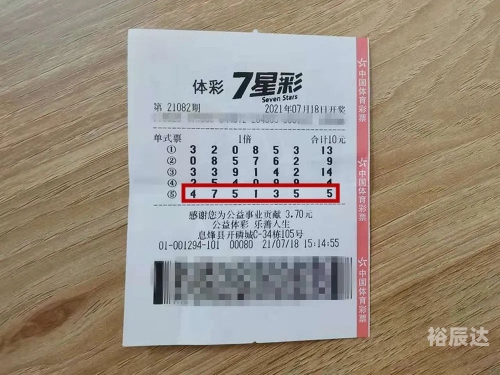 体彩 7星彩
Seven Stars
第 21082期 2021年07月18日开奖
单式票 1倍 合计10元
① 3 2 0 8 5 3 13
② 0 8 5 7 6 2 9
③ 3 3 9 1 4 2 14
④
⑤ 4 7 5 1 3 5 5
感谢您为公益事业贡献 3.70元
公益体彩 乐善人生
息烽县开磷城C-34栋105号
01-001294-101 00080 21/07/18 15:14:55
中国体育彩票
中国体育彩票
裕辰达